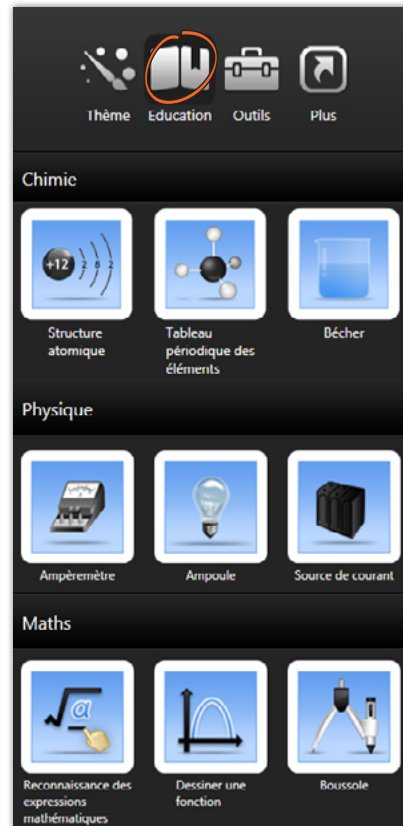 Thème Education Outils Plus
Chimie
+12 2 8 2
Structure
atomique
Tableau
périodique des
éléments
Bécher
Physique
Ampèremètre
Ampoule
Source de courant
Maths
√a
Reconnaissance des
expressions
mathématiques
Dessiner une
fonction
Boussole